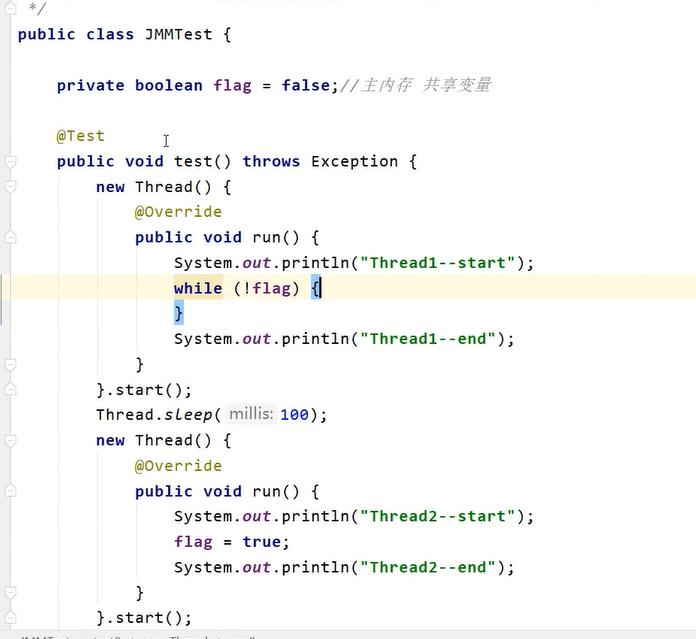 */
public class JMMTest {
private boolean flag = false;//主内存 共享变量
@Test
public void test() throws Exception {
new Thread() {
@Override
public void run() {
System.out.println("Thread1--start");
while (!flag) {
}
System.out.println("Thread1--end");
}
}.start();
Thread.sleep( millis: 100);
new Thread() {
@Override
public void run() {
System.out.println("Thread2--start");
flag = true;
System.out.println("Thread2--end");
}
}.start();